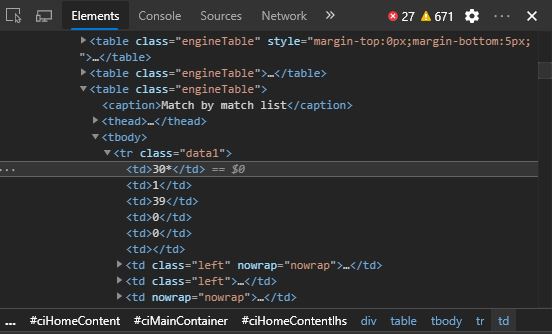 Elements Console Sources 27 671
<table class="engineTable" style="margin-top:0px;margin-bottom:5px;
">…</table>
<table class="engineTable">…</table>
<table class="engineTable">
<caption>Match by match list</caption>
<thead>…</thead>
<tbody>
<tr class="data1">
... <td>30*</td> == $0
<td>1</td>
<td>39</td>
<td>0</td>
<td>0</td>
<td></td>
<td class="left" nowrap="nowrap">…</td>
<td class="left">…</td>
<td nowrap="nowrap">…</td>
... #ciHomeContent #ciMainContainer #ciHomeContentlhs div table tbody tr td